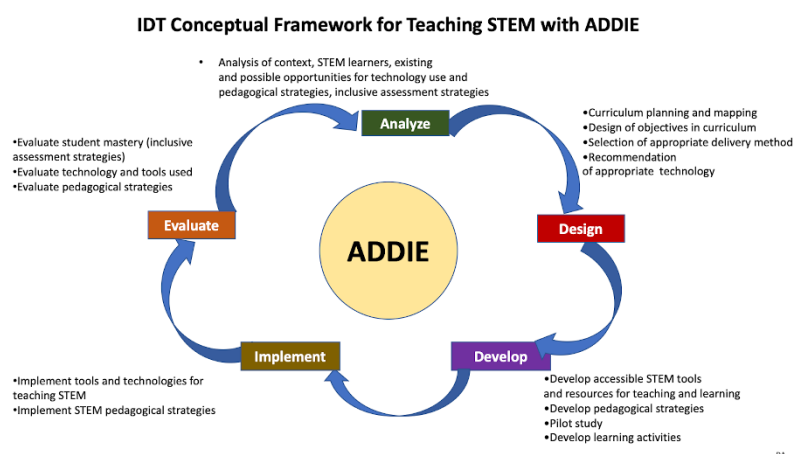 IDT Conceptual Framework for Teaching STEM with ADDIE
• Analysis of context, STEM learners, existing
and possible opportunities for technology use and
pedagogical strategies, inclusive assessment strategies
Analyze
•Curriculum planning and mapping
•Design of objectives in curriculum
•Selection of appropriate delivery method
•Recommendation
of appropriate technology
•Evaluate student mastery (inclusive
assessment strategies)
•Evaluate technology and tools used
•Evaluate pedagogical strategies
Evaluate
Design
ADDIE
Implement
Develop
•Implement tools and technologies for
teaching STEM
•Implement STEM pedagogical strategies
•Develop accessible STEM tools
and resources for teaching and learning
•Develop pedagogical strategies
•Pilot study
•Develop learning activities